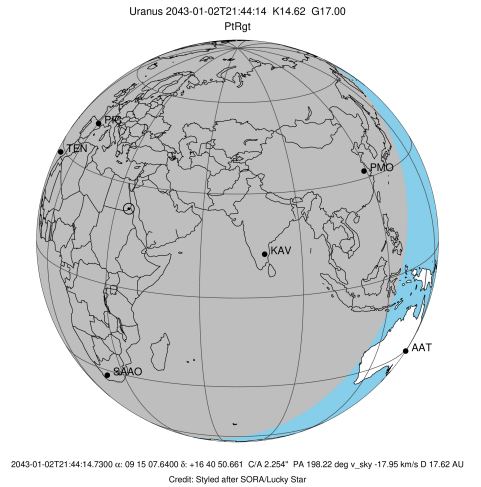 Uranus 2043-01-02T21:44:14 K14.62 G17.00
PtRgt
PIC
TEN
PMO
KAV
AAT
SAAO
2043-01-02T21:44:14.7300 α: 09 15 07.6400 δ: +16 40 50.661 C/A 2.254" PA 198.22 deg v_sky -17.95 km/s D 17.62 AU
Credit: Styled after SORA/Lucky Star